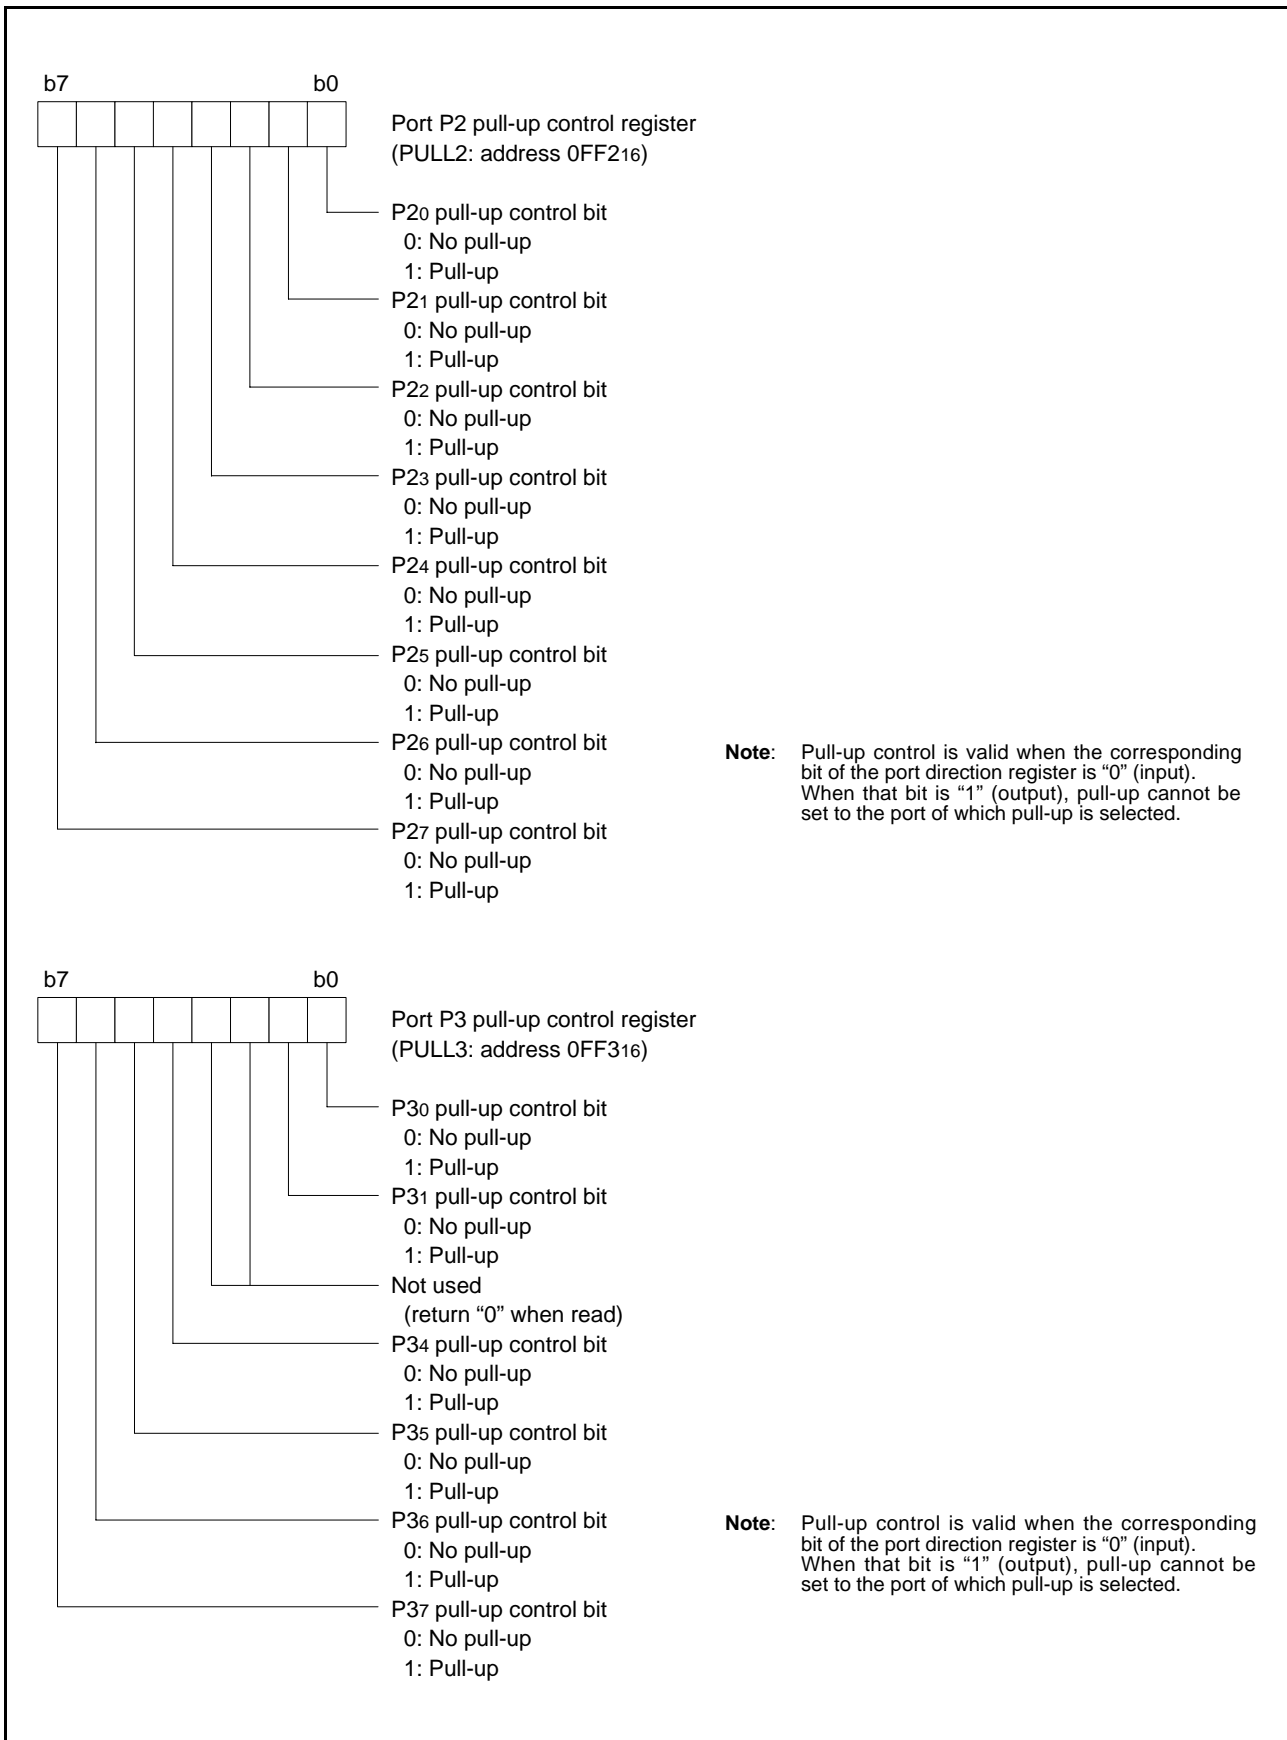 b7 b0
Port P2 pull-up control register
(PULL2: address 0FF216)
P20 pull-up control bit
0: No pull-up
1: Pull-up
P21 pull-up control bit
0: No pull-up
1: Pull-up
P22 pull-up control bit
0: No pull-up
1: Pull-up
P23 pull-up control bit
0: No pull-up
1: Pull-up
P24 pull-up control bit
0: No pull-up
1: Pull-up
P25 pull-up control bit
0: No pull-up
1: Pull-up
P26 pull-up control bit
0: No pull-up
1: Pull-up
P27 pull-up control bit
0: No pull-up
1: Pull-up
Note: Pull-up control is valid when the corresponding
bit of the port direction register is “0” (input).
When that bit is “1” (output), pull-up cannot be
set to the port of which pull-up is selected.
b7 b0
Port P3 pull-up control register
(PULL3: address 0FF316)
P30 pull-up control bit
0: No pull-up
1: Pull-up
P31 pull-up control bit
0: No pull-up
1: Pull-up
Not used
(return “0” when read)
P34 pull-up control bit
0: No pull-up
1: Pull-up
P35 pull-up control bit
0: No pull-up
1: Pull-up
P36 pull-up control bit
0: No pull-up
1: Pull-up
P37 pull-up control bit
0: No pull-up
1: Pull-up
Note: Pull-up control is valid when the corresponding
bit of the port direction register is “0” (input).
When that bit is “1” (output), pull-up cannot be
set to the port of which pull-up is selected.